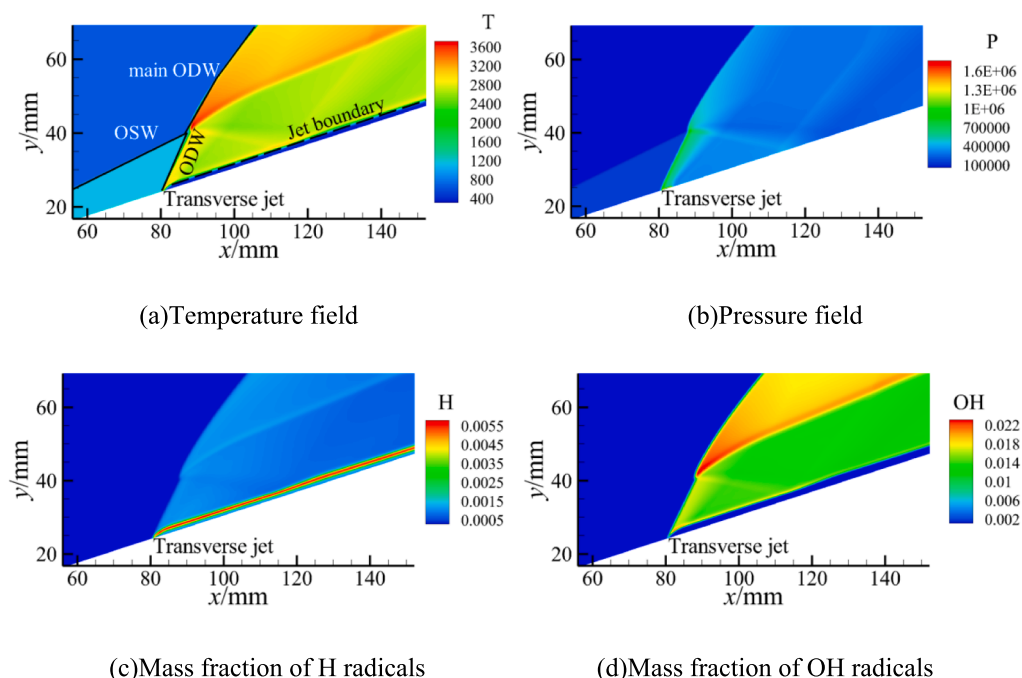 T
3600
3200
2800
2400
2000
1600
1200
800
400
60
40
20
y/mm
main ODW
OSW
ODW
Jet boundary
Transverse jet
60 80 100 120 140
x/mm
(a)Temperature field
P
1.6E+06
1.3E+06
1E+06
700000
400000
100000
60
40
20
y/mm
Transverse jet
60 80 100 120 140
x/mm
(b)Pressure field
H
0.0055
0.0045
0.0035
0.0025
0.0015
0.0005
60
40
20
y/mm
Transverse jet
60 80 100 120 140
x/mm
(c)Mass fraction of H radicals
OH
0.022
0.018
0.014
0.01
0.006
0.002
60
40
20
y/mm
Transverse jet
60 80 100 120 140
x/mm
(d)Mass fraction of OH radicals